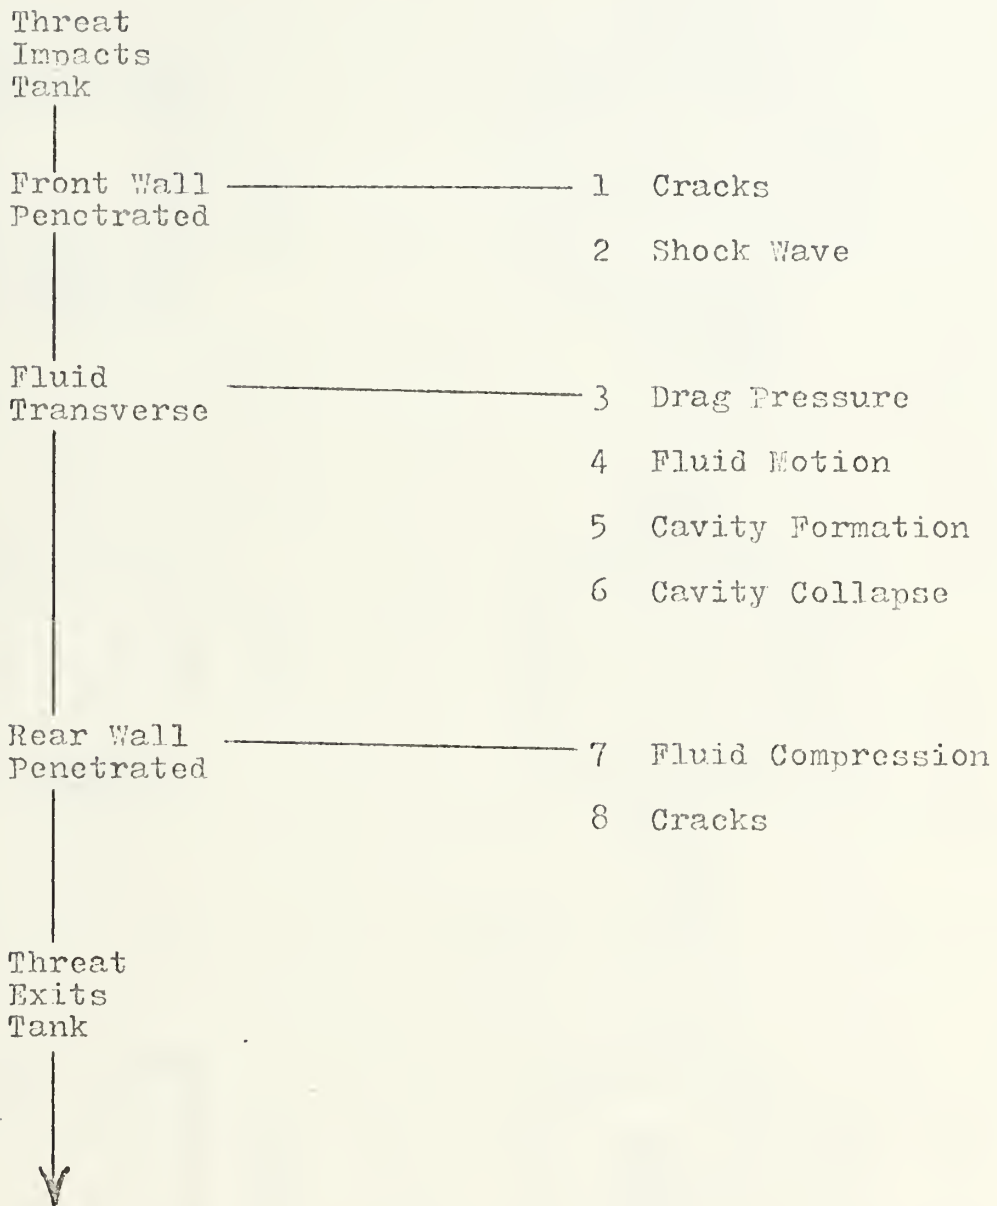 Threat
Impacts
Tank
Front Wall
Penetrated
1 Cracks
2 Shock Wave
Fluid
Transverse
3 Drag Pressure
4 Fluid Motion
5 Cavity Formation
6 Cavity Collapse
Rear Wall
Penetrated
7 Fluid Compression
8 Cracks
Threat
Exits
Tank